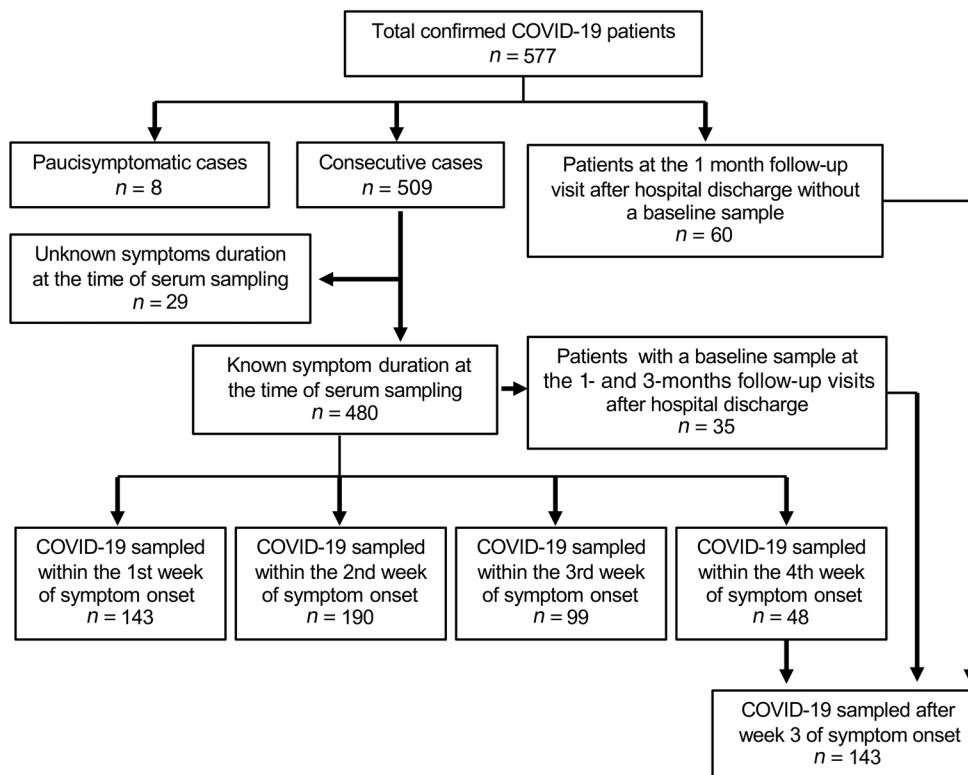 Total confirmed COVID-19 patients
n = 577
Paucisymptomatic cases
n = 8
Consecutive cases
n = 509
Patients at the 1 month follow-up
visit after hospital discharge without
a baseline sample
n = 60
Unknown symptoms duration
at the time of serum sampling
n = 29
Known symptom duration at
the time of serum sampling
n = 480
Patients with a baseline sample at
the 1- and 3-months follow-up visits
after hospital discharge
n = 35
COVID-19 sampled
within the 1st week
of symptom onset
n = 143
COVID-19 sampled
within the 2nd week
of symptom onset
n = 190
COVID-19 sampled
within the 3rd week
of symptom onset
n = 99
COVID-19 sampled
within the 4th week
of symptom onset
n = 48
COVID-19 sampled after
week 3 of symptom onset
n = 143